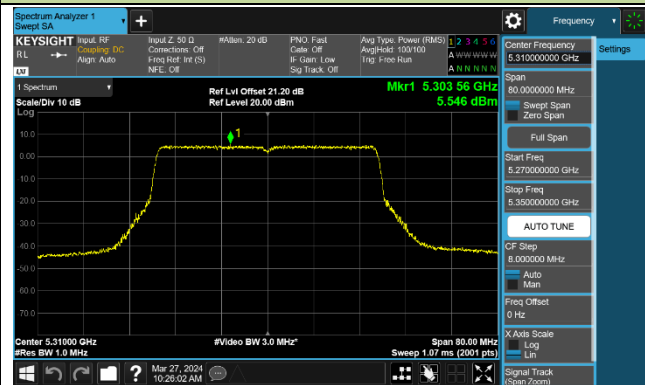 Spectrum Analyzer 1
Swept SA
Frequency
KEYSIGHT
RL
LXI
Input: RF
Coupling: DC
Align: Auto
Input Z: 50 Ω
Corrections: Off
Freq Ref: Int (S)
NFE: Off
#Atten: 20 dB
PNO: Fast
Gate: Off
IF Gain: Low
Sig Track: Off
Avg Type: Power (RMS)
Avg|Hold: 100/100
Trig: Free Run
1 2 3 4 5 6
A W W W W W
A N N N N N
1 Spectrum
Scale/Div 10 dB
Log
Ref Lvl Offset 21.20 dB
Ref Level 20.00 dBm
Mkr1 5.303 56 GHz
5.546 dBm
1
10.0
0.00
10.0
20.0
30.0
40.0
-50.0
-60.0
70.0
Center 5.31000 GHz
#Res BW 1.0 MHz
#Video BW 3.0 MHz*
Span 80.00 MHz
Sweep 1.07 ms (2001 pts)
Mar 27, 2024
10:26:02 AM
Center Frequency
5.310000000 GHz
Settings
Span
80.0000000 MHz
Swept Span
Zero Span
Full Span
Start Freq
5.270000000 GHz
Stop Freq
5.350000000 GHz
AUTO TUNE
CF Step
8.000000 MHz
Auto
Man
Freq Offset
0 Hz
X Axis Scale
Log
Lin
Signal Track
(Span Zoom)